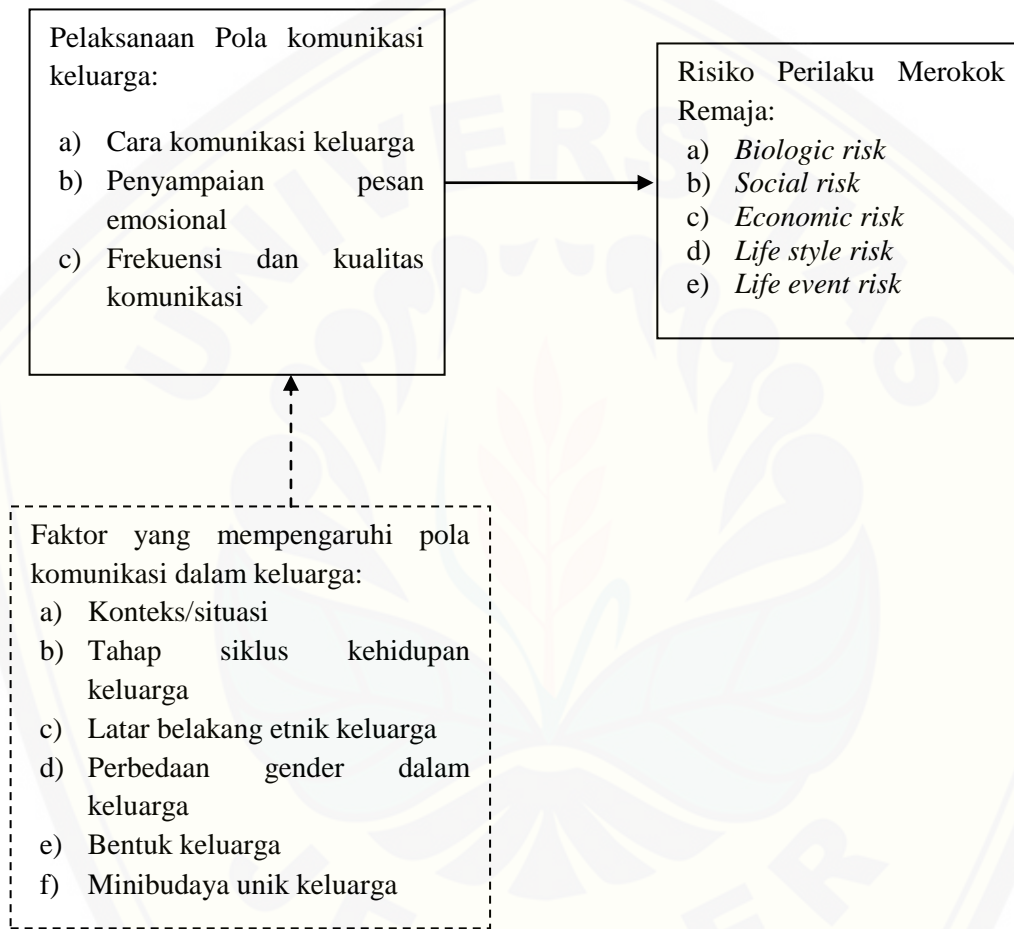 Pelaksanaan Pola komunikasi
keluarga:
a) Cara komunikasi keluarga
b) Penyampaian pesan
emosional
c) Frekuensi dan kualitas
komunikasi
Risiko Perilaku Merokok
Remaja:
a) Biologic risk
b) Social risk
c) Economic risk
d) Life style risk
e) Life event risk
Faktor yang mempengaruhi pola
komunikasi dalam keluarga:
a) Konteks/situasi
b) Tahap siklus kehidupan
keluarga
c) Latar belakang etnik keluarga
d) Perbedaan gender dalam
keluarga
e) Bentuk keluarga
f) Minibudaya unik keluarga
UNIVERSITAS